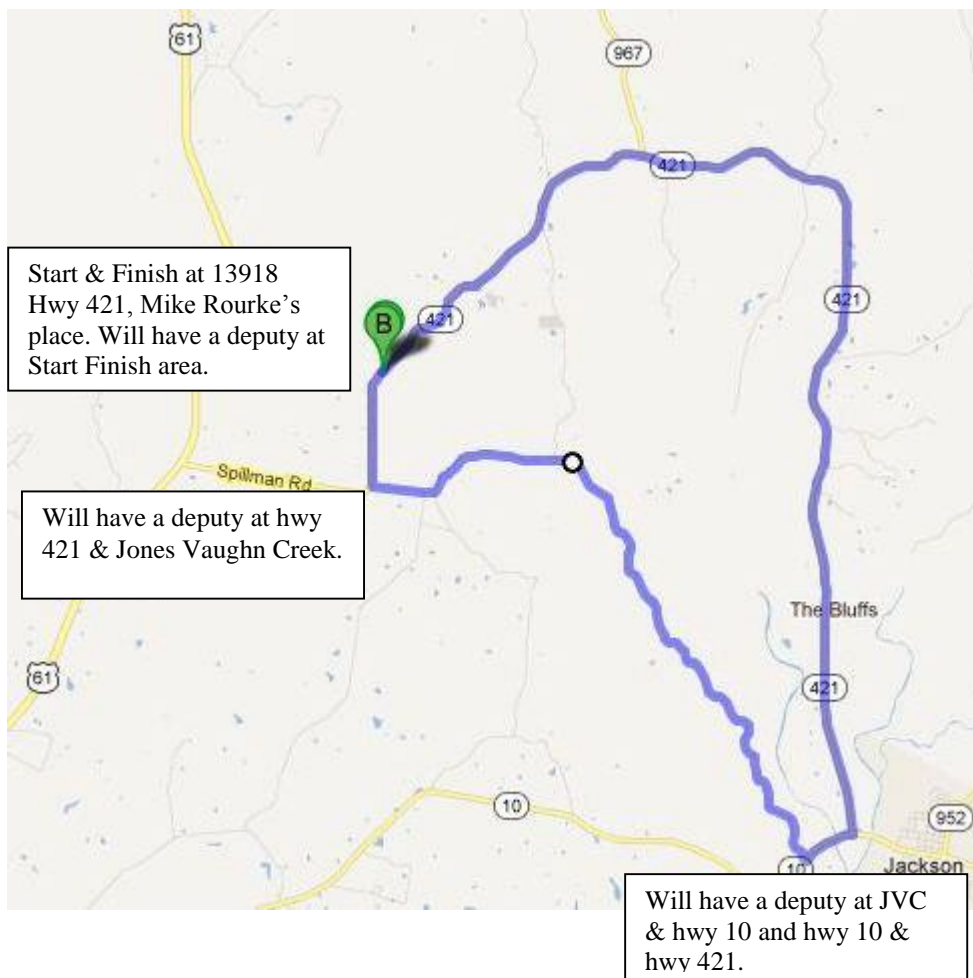 61
967
421
421
Start & Finish at 13918
Hwy 421, Mike Rourke’s
place. Will have a deputy at
Start Finish area.
B
421
Spillman Rd
Will have a deputy at hwy
421 & Jones Vaughn Creek.
The Bluffs
61
421
10
952
10
Jackson
Will have a deputy at JVC
& hwy 10 and hwy 10 &
hwy 421.